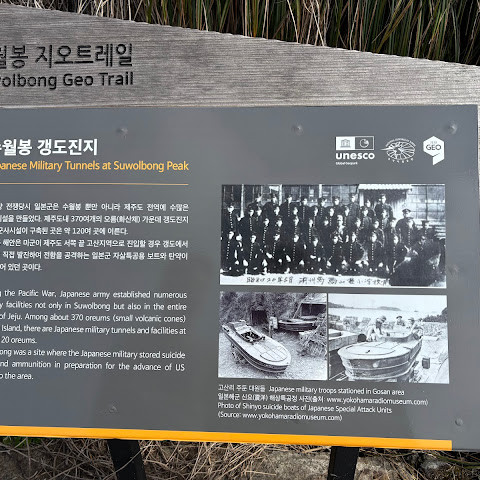 월봉 지오트레일
olbong Geo Trail
월봉 갱도진지
panese Military Tunnels at Suwolbong Peak
unesco
Global Geopark
GEO
전쟁당시 일본군은 수월봉 뿐만 아니라 제주도 전역에 수많은
설을 만들었다. 제주도내 370여개의 오름(화산체) 가운데 갱도진지
사시설이 구축된 곳은 약 120여 곳에 이른다.
해안은 미군이 제주도 서쪽 끝 고산지역으로 진입할 경우 갱도에서
직접 발진하여 전함을 공격하는 일본군 자살특공용 보트와 탄약이
어 있던 곳이다.
g the Pacific War, Japanese army established numerous
y facilities not only in Suwolbong but also in the entire
of Jeju. Among about 370 oreums (small volcanic cones)
Island, there are Japanese military tunnels and facilities at
20 oreums.
ong was a site where the Japanese military stored suicide
and ammunition in preparation for the advance of US
o the area.
고산리 주둔 대원들 Japanese military troops stationed in Gosan area
일본해군 신요(震洋) 해상특공정 사진(출처: www.yokohamaradiomuseum.com)
Photo of Shinyo suicide boats of Japanese Special Attack Units
(Source: www.yokohamaradiomuseum.com)